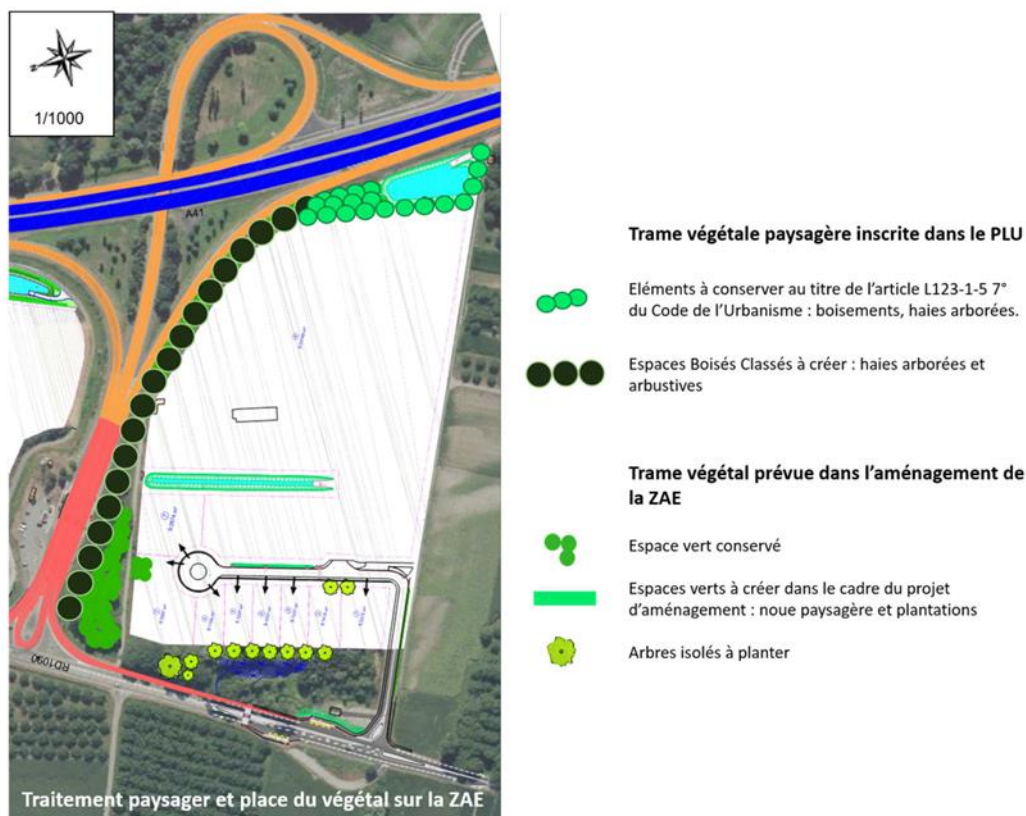 1/1000
A41
RD1090
Traitement paysager et place du végétal sur la ZAE
Trame végétale paysagère inscrite dans le PLU
Eléments à conserver au titre de l'article L123-1-5 7°
du Code de l'Urbanisme : boisements, haies arborées.
Espaces Boisés Classés à créer : haies arborées et
arbustives
Trame végétal prévue dans l'aménagement de
la ZAE
Espace vert conservé
Espaces verts à créer dans le cadre du projet
d'aménagement : noue paysagère et plantations
Arbres isolés à planter